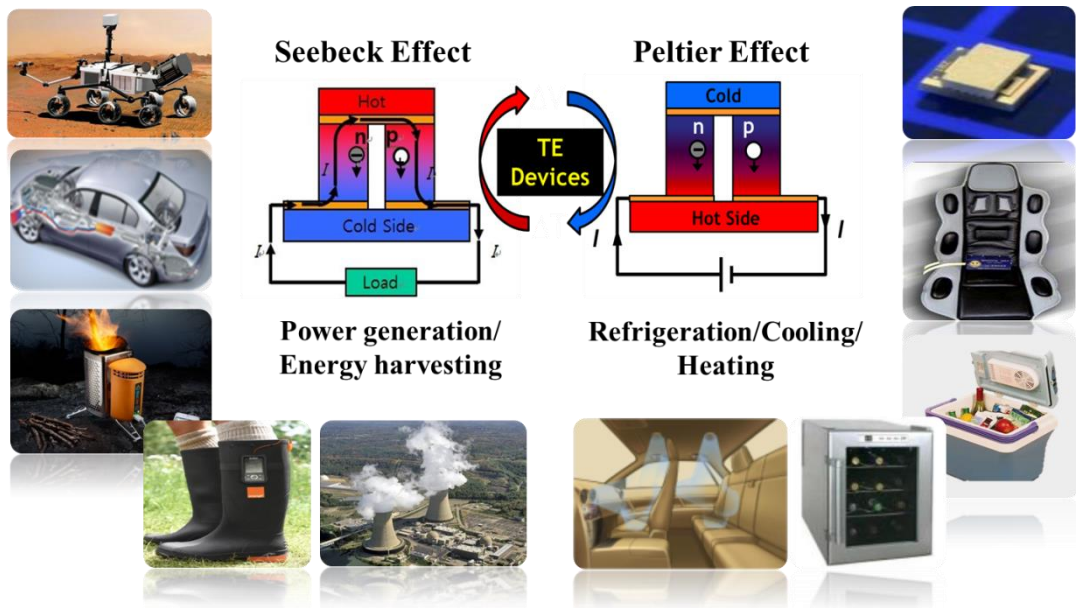 Seebeck Effect
Peltier Effect
Hot
n
p
I
I
Cold Side
I
I
Load
TE
Devices
Cold
n
p
Hot Side
I
I
Power generation/
Energy harvesting
Refrigeration/Cooling/
Heating